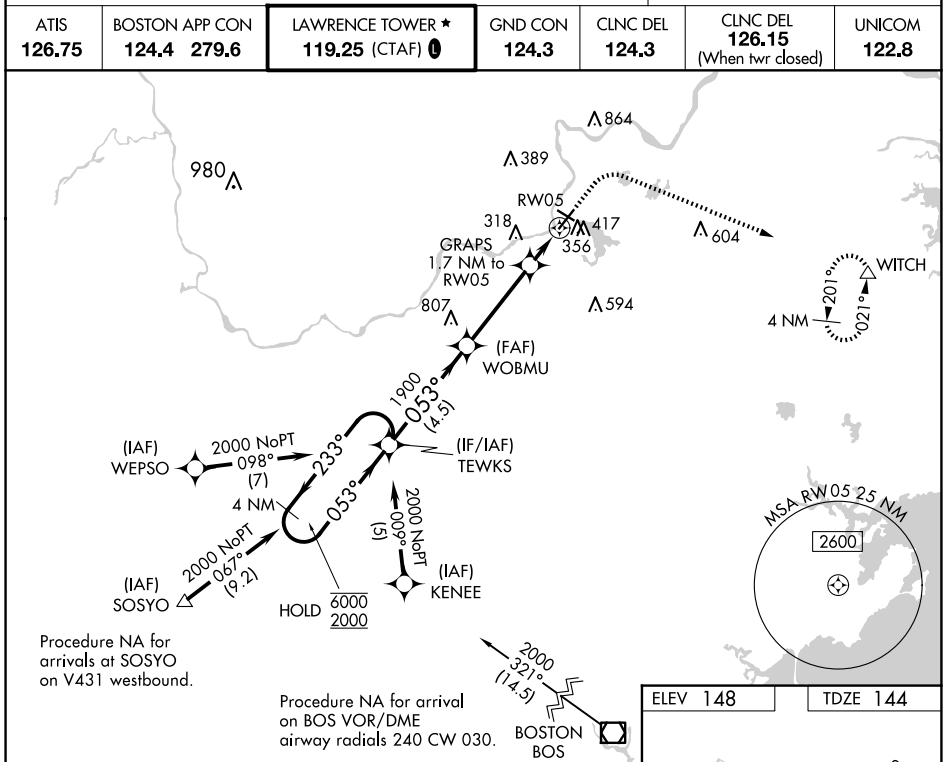 ATIS
126.75
BOSTON APP CON
124.4 279.6
LAWRENCE TOWER ★
119.25 (CTAF) L
GND CON
124.3
CLNC DEL
124.3
CLNC DEL
126.15
(When twr closed)
UNICOM
122.8
864
389
980
RW05
318
417
356
604
GRAPS
1.7 NM to
RW05
WITCH
201°
021°
4 NM
594
807
(FAF)
WOBMU
1900
053°
(4.5)
(IAF)
WEPSO
2000 NoPT
098°
(7)
233°
053°
4 NM
(IF/IAF)
TEWKS
2000 NoPT
009°
(5)
2000 NoPT
067°
(9.2)
(IAF)
SOSYO
(IAF)
KENEE
HOLD
6000
2000
MSA RW05 25 NM
2600
Procedure NA for
arrivals at SOSYO
on V431 westbound.
2000
321°
(14.5)
BOSTON
BOS
Procedure NA for arrival
on BOS VOR/DME
airway radials 240 CW 030.
ELEV 148
TDZE 144